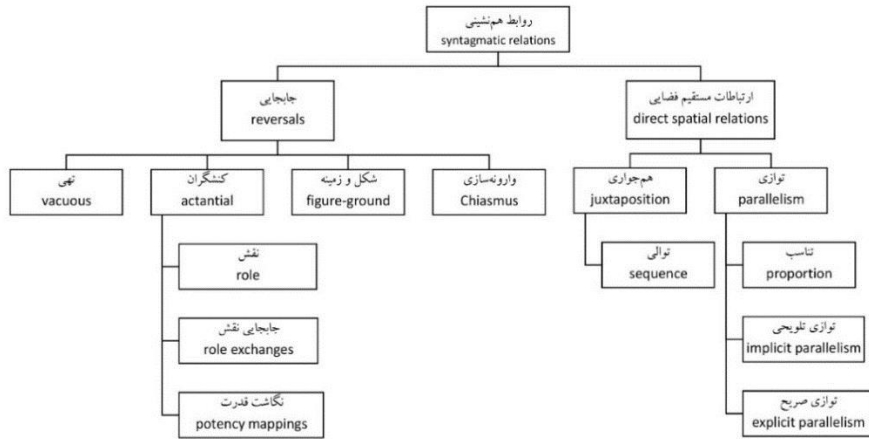 روابط هم‌نشینی
syntagmatic relations
جابجایی
reversals
ارتباطات مستقیم فضایی
direct spatial relations
تهی
vacuous
کنشگران
actantial
شکل و زمینه
figure-ground
وارونه‌سازی
Chiasmus
هم‌جواری
juxtaposition
توازی
parallelism
نقش
role
توالی
sequence
تناسب
proportion
جابجایی نقش
role exchanges
توازی تلویحی
implicit parallelism
نگاشت قدرت
potency mappings
توازی صریح
explicit parallelism